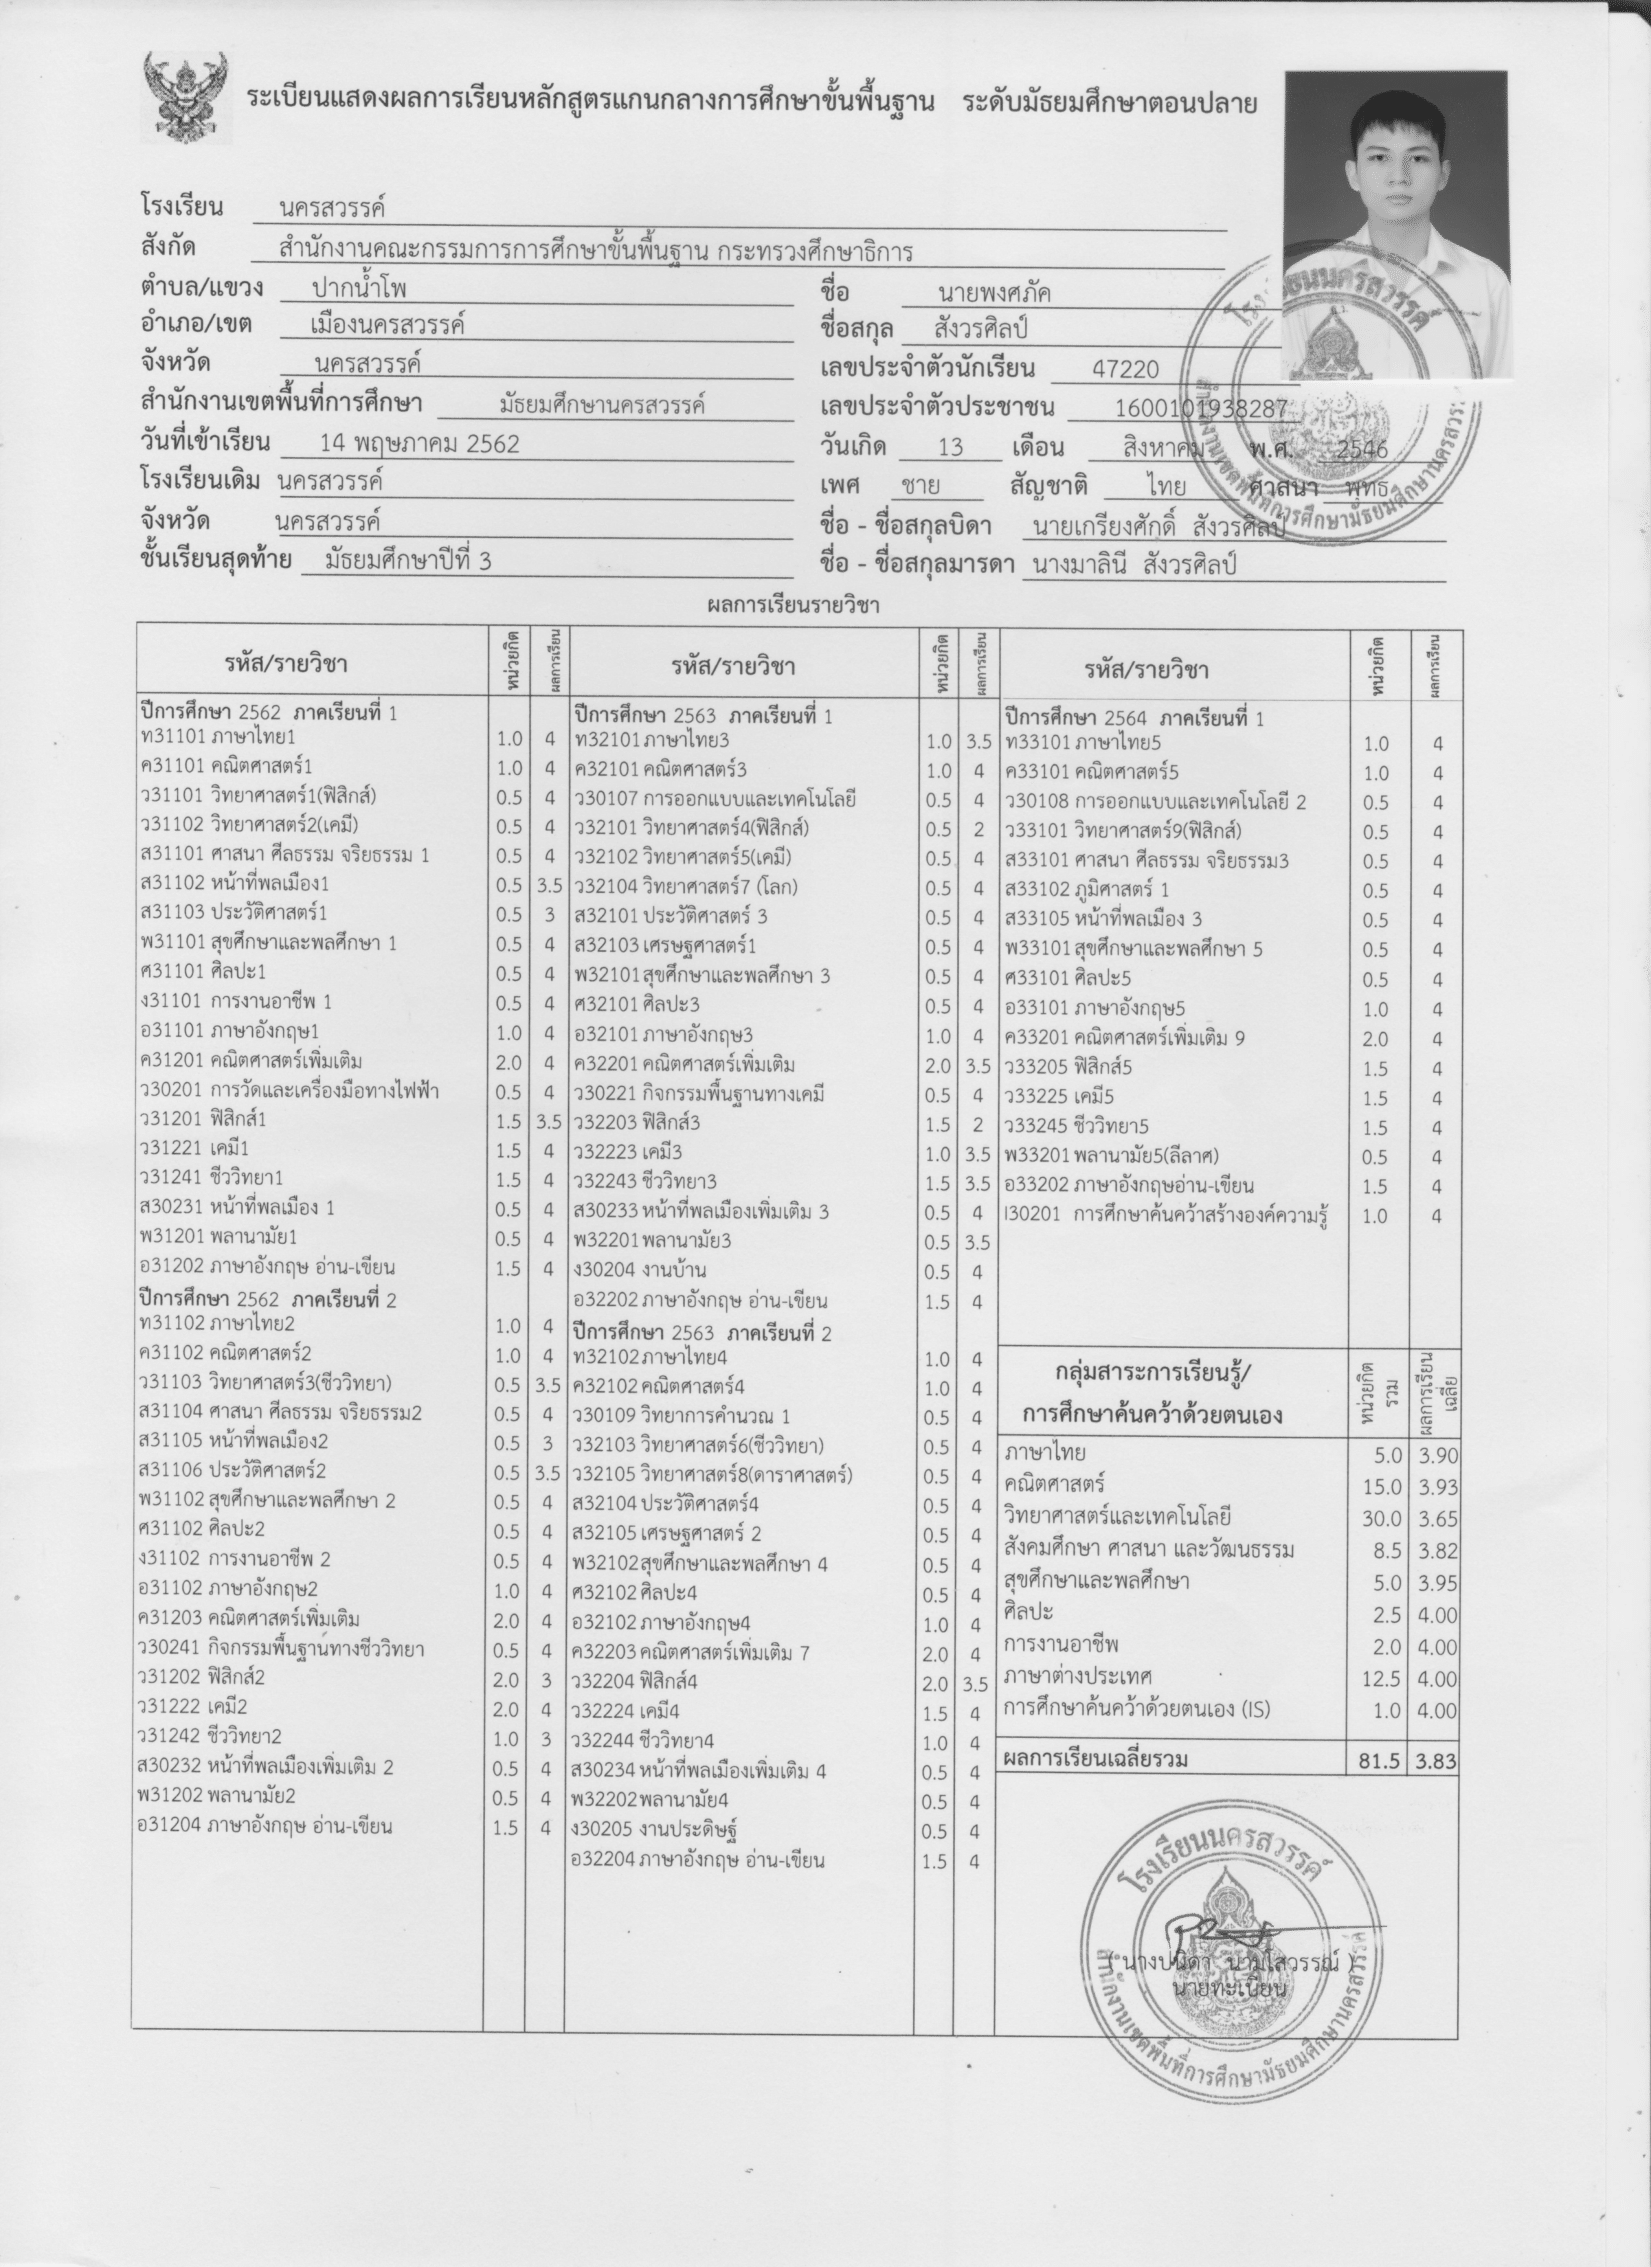 ระเบียนแสดงผลการเรียนหลักสูตรแกนกลางการศึกษาขั้นพื้นฐาน ระดับมัธยมศึกษาตอนปลาย
โรงเรียน นครสวรรค์
สังกัด สำนักงานคณะกรรมการการศึกษาขั้นพื้นฐาน กระทรวงศึกษาธิการ
ตำบล/แขวง ปากน้ำโพ
อำเภอ/เขต เมืองนครสวรรค์
จังหวัด นครสวรรค์
สำนักงานเขตพื้นที่การศึกษา มัธยมศึกษานครสวรรค์
วันที่เข้าเรียน 14 พฤษภาคม 2562
โรงเรียนเดิม นครสวรรค์
จังหวัด นครสวรรค์
ชั้นเรียนสุดท้าย มัธยมศึกษาปีที่ 3
ชื่อ นายพงศภัค
ชื่อสกุล สังวรศิลป์
เลขประจำตัวนักเรียน 47220
เลขประจำตัวประชาชน 1600101938287
วันเกิด 13 เดือน สิงหาคม พ.ศ. 2546
เพศ ชาย สัญชาติ ไทย ศาสนา พุทธ
ชื่อ - ชื่อสกุลบิดา นายเกรียงศักดิ์ สังวรศิลป์
ชื่อ - ชื่อสกุลมารดา นางมาลินี สังวรศิลป์
ผลการเรียนรายวิชา
รหัส/รายวิชา หน่วยกิต ผลการเรียน
ปีการศึกษา 2562 ภาคเรียนที่ 1
ท31101 ภาษาไทย1 1.0 4
ค31101 คณิตศาสตร์1 1.0 4
ว31101 วิทยาศาสตร์1(ฟิสิกส์) 0.5 4
ว31102 วิทยาศาสตร์2(เคมี) 0.5 4
ส31101 ศาสนา ศีลธรรม จริยธรรม 1 0.5 4
ส31102 หน้าที่พลเมือง1 0.5 3.5
ส31103 ประวัติศาสตร์1 0.5 3
พ31101 สุขศึกษาและพลศึกษา 1 0.5 4
ศ31101 ศิลปะ1 0.5 4
ง31101 การงานอาชีพ 1 0.5 4
อ31101 ภาษาอังกฤษ1 1.0 4
ค31201 คณิตศาสตร์เพิ่มเติม 2.0 4
ว30201 การวัดและเครื่องมือทางไฟฟ้า 0.5 4
ว31201 ฟิสิกส์1 1.5 3.5
ว31221 เคมี1 1.5 4
ว31241 ชีววิทยา1 1.5 4
ส30231 หน้าที่พลเมือง 1 0.5 4
พ31201 พลานามัย1 0.5 4
อ31202 ภาษาอังกฤษ อ่าน-เขียน 1.5 4
ปีการศึกษา 2562 ภาคเรียนที่ 2
ท31102 ภาษาไทย2 1.0 4
ค31102 คณิตศาสตร์2 1.0 4
ว31103 วิทยาศาสตร์3(ชีววิทยา) 0.5 3.5
ส31104 ศาสนา ศีลธรรม จริยธรรม2 0.5 4
ส31105 หน้าที่พลเมือง2 0.5 3
ส31106 ประวัติศาสตร์2 0.5 3.5
พ31102 สุขศึกษาและพลศึกษา 2 0.5 4
ศ31102 ศิลปะ2 0.5 4
ง31102 การงานอาชีพ 2 0.5 4
อ31102 ภาษาอังกฤษ2 1.0 4
ค31203 คณิตศาสตร์เพิ่มเติม 2.0 4
ว30241 กิจกรรมพื้นฐานทางชีววิทยา 0.5 4
ว31202 ฟิสิกส์2 2.0 3
ว31222 เคมี2 2.0 4
ว31242 ชีววิทยา2 1.0 3
ส30232 หน้าที่พลเมืองเพิ่มเติม 2 0.5 4
พ31202 พลานามัย2 0.5 4
อ31204 ภาษาอังกฤษ อ่าน-เขียน 1.5 4
รหัส/รายวิชา หน่วยกิต ผลการเรียน
ปีการศึกษา 2563 ภาคเรียนที่ 1
ท32101 ภาษาไทย3 1.0 3.5
ค32101 คณิตศาสตร์3 1.0 4
ว30107 การออกแบบและเทคโนโลยี 0.5 4
ว32101 วิทยาศาสตร์4(ฟิสิกส์) 0.5 2
ว32102 วิทยาศาสตร์5(เคมี) 0.5 4
ว32104 วิทยาศาสตร์7 (โลก) 0.5 4
ส32101 ประวัติศาสตร์ 3 0.5 4
ส32103 เศรษฐศาสตร์1 0.5 4
พ32101 สุขศึกษาและพลศึกษา 3 0.5 4
ศ32101 ศิลปะ3 0.5 4
อ32101 ภาษาอังกฤษ3 1.0 4
ค32201 คณิตศาสตร์เพิ่มเติม 2.0 3.5
ว30221 กิจกรรมพื้นฐานทางเคมี 0.5 4
ว32203 ฟิสิกส์3 1.5 2
ว32223 เคมี3 1.0 3.5
ว32243 ชีววิทยา3 1.5 3.5
ส30233 หน้าที่พลเมืองเพิ่มเติม 3 0.5 4
พ32201 พลานามัย3 0.5 3.5
ง30204 งานบ้าน 0.5 4
อ32202 ภาษาอังกฤษ อ่าน-เขียน 1.5 4
ปีการศึกษา 2563 ภาคเรียนที่ 2
ท32102 ภาษาไทย4 1.0 4
ค32102 คณิตศาสตร์4 1.0 4
ว30109 วิทยาการคำนวณ 1 0.5 4
ว32103 วิทยาศาสตร์6(ชีววิทยา) 0.5 4
ว32105 วิทยาศาสตร์8(ดาราศาสตร์) 0.5 4
ส32104 ประวัติศาสตร์4 0.5 4
ส32105 เศรษฐศาสตร์ 2 0.5 4
พ32102 สุขศึกษาและพลศึกษา 4 0.5 4
ศ32102 ศิลปะ4 0.5 4
อ32102 ภาษาอังกฤษ4 1.0 4
ค32203 คณิตศาสตร์เพิ่มเติม 7 2.0 4
ว32204 ฟิสิกส์4 2.0 3.5
ว32224 เคมี4 1.5 4
ว32244 ชีววิทยา4 1.0 4
ส30234 หน้าที่พลเมืองเพิ่มเติม 4 0.5 4
พ32202 พลานามัย4 0.5 4
ง30205 งานประดิษฐ์ 0.5 4
อ32204 ภาษาอังกฤษ อ่าน-เขียน 1.5 4
รหัส/รายวิชา หน่วยกิต ผลการเรียน
ปีการศึกษา 2564 ภาคเรียนที่ 1
ท33101 ภาษาไทย5 1.0 4
ค33101 คณิตศาสตร์5 1.0 4
ว30108 การออกแบบและเทคโนโลยี 2 0.5 4
ว33101 วิทยาศาสตร์9(ฟิสิกส์) 0.5 4
ส33101 ศาสนา ศีลธรรม จริยธรรม3 0.5 4
ส33102 ภูมิศาสตร์ 1 0.5 4
ส33105 หน้าที่พลเมือง 3 0.5 4
พ33101 สุขศึกษาและพลศึกษา 5 0.5 4
ศ33101 ศิลปะ5 0.5 4
อ33101 ภาษาอังกฤษ5 1.0 4
ค33201 คณิตศาสตร์เพิ่มเติม 9 2.0 4
ว33205 ฟิสิกส์5 1.5 4
ว33225 เคมี5 1.5 4
ว33245 ชีววิทยา5 1.5 4
พ33201 พลานามัย5(ลีลาศ) 0.5 4
อ33202 ภาษาอังกฤษอ่าน-เขียน 1.5 4
I30201 การศึกษาค้นคว้าสร้างองค์ความรู้ 1.0 4
กลุ่มสาระการเรียนรู้/ หน่วยกิตรวม ผลการเรียนเฉลี่ย
การศึกษาค้นคว้าด้วยตนเอง
ภาษาไทย 5.0 3.90
คณิตศาสตร์ 15.0 3.93
วิทยาศาสตร์และเทคโนโลยี 30.0 3.65
สังคมศึกษา ศาสนา และวัฒนธรรม 8.5 3.82
สุขศึกษาและพลศึกษา 5.0 3.95
ศิลปะ 2.5 4.00
การงานอาชีพ 2.0 4.00
ภาษาต่างประเทศ 12.5 4.00
การศึกษาค้นคว้าด้วยตนเอง (IS) 1.0 4.00
ผลการเรียนเฉลี่ยรวม 81.5 3.83
โรงเรียนนครสวรรค์
( นางปนิดา นามโสวรรณ์ )
นายทะเบียน
สำนักงานเขตพื้นที่การศึกษามัธยมศึกษานครสวรรค์